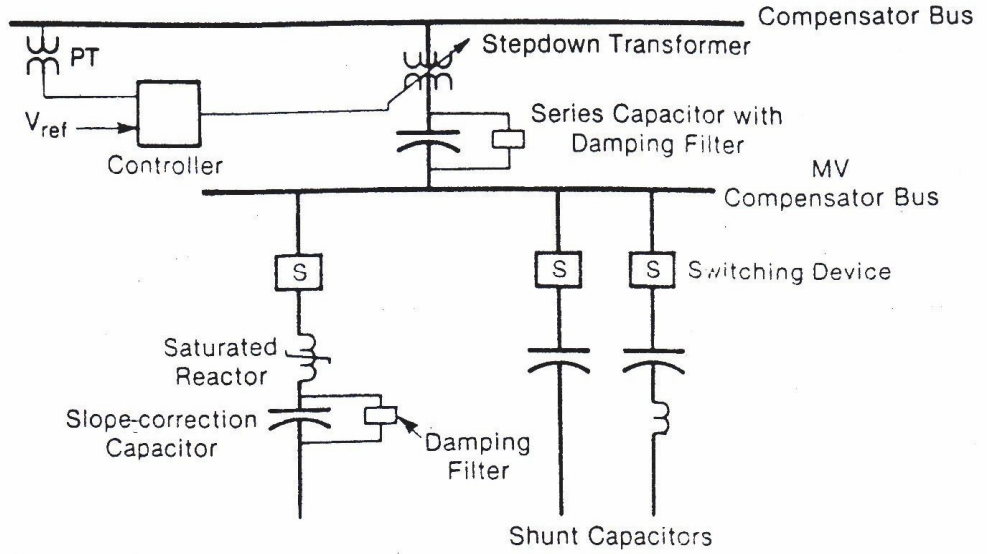 Compensator Bus
PT
Stepdown Transformer
Vref
Controller
Series Capacitor with
Damping Filter
MV
Compensator Bus
S
S
S
Switching Device
Saturated
Reactor
Slope-correction
Capacitor
Damping
Filter
Shunt Capacitors